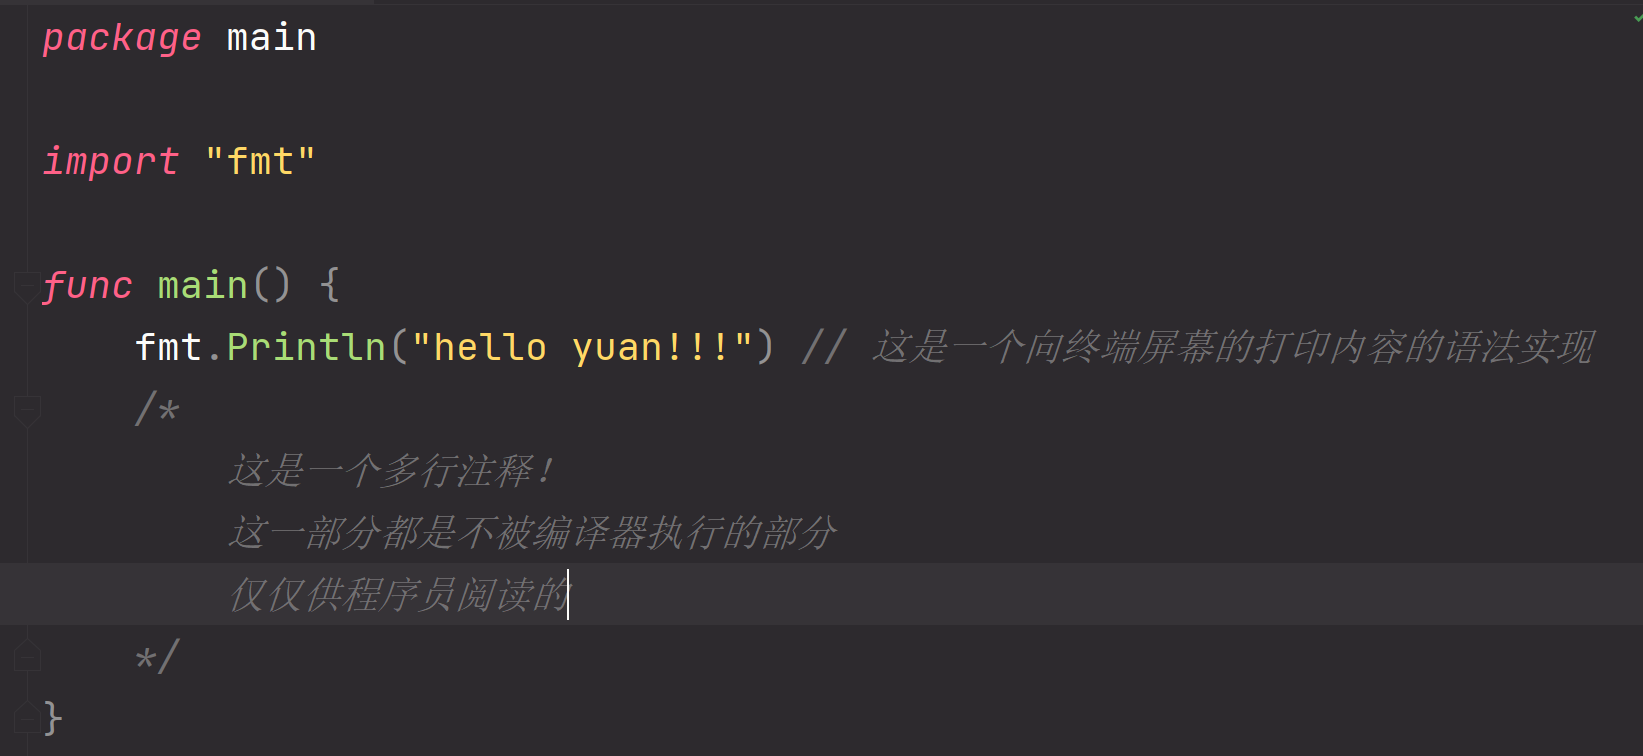 package main
import "fmt"
func main() {
fmt.Println("hello yuan!!!") // 这是一个向终端屏幕的打印内容的语法实现
/*
这是一个多行注释!
这一部分都是不被编译器执行的部分
仅仅供程序员阅读的
*/
}